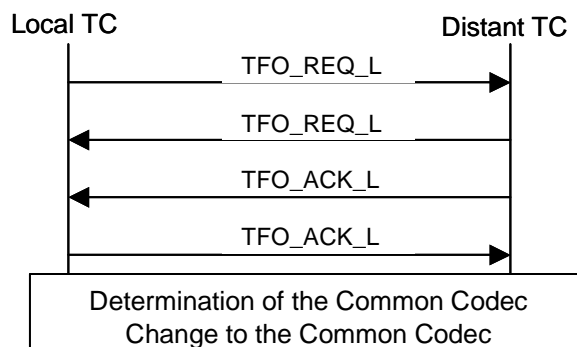 Local TC
Distant TC
TFO_REQ_L
TFO_REQ_L
TFO_ACK_L
TFO_ACK_L
Determination of the Common Codec
Change to the Common Codec